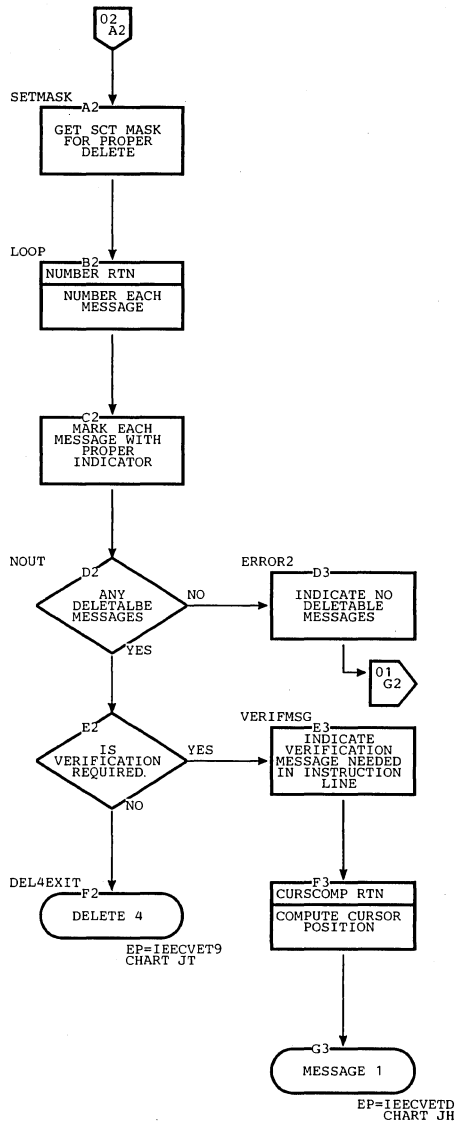 02
A2
SETMASK
A2
GET SCT MASK
FOR PROPER
DELETE
LOOP
B2
NUMBER RTN
NUMBER EACH
MESSAGE
C2
MARK EACH
MESSAGE WITH
PROPER
INDICATOR
NOUT
D2
ANY
DELETALBE
MESSAGES
NO
YES
ERROR2
D3
INDICATE NO
DELETABLE
MESSAGES
01
G2
E2
IS
VERIFICATION
REQUIRED.
YES
NO
VERIFMSG
E3
INDICATE
VERIFICATION
MESSAGE NEEDED
IN INSTRUCTION
LINE
DEL4EXIT
F2
DELETE 4
EP=IEECVET9
CHART JT
F3
CURSCOMP RTN
COMPUTE CURSOR
POSITION
G3
MESSAGE 1
EP=IEECVETD
CHART JH